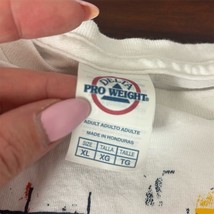 DELTA
PRO WEIGHT®
ADULT ADULTO ADULTE
MADE IN HONDURAS
SIZE TALLA TAILLE
XL XG TG